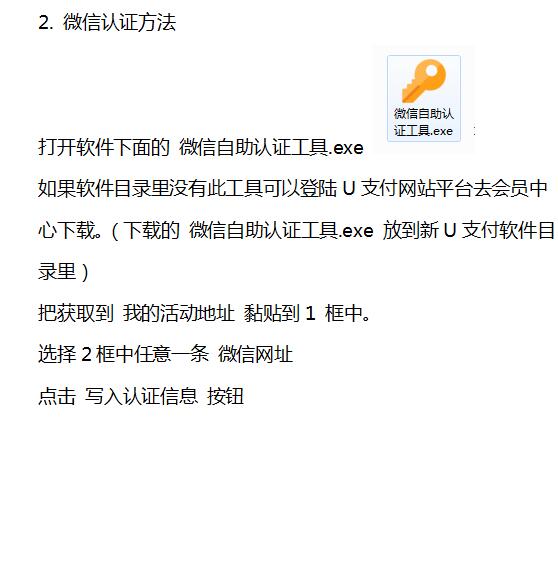 2. 微信认证方法
微信自助认
证工具.exe
打开软件下面的 微信自助认证工具.exe
如果软件目录里没有此工具可以登陆 U 支付网站平台去会员中
心下载。( 下载的 微信自助认证工具.exe 放到新 U 支付软件目
录里 )
把获取到 我的活动地址 黏贴到 1 框中。
选择 2 框中任意一条 微信网址
点击 写入认证信息 按钮